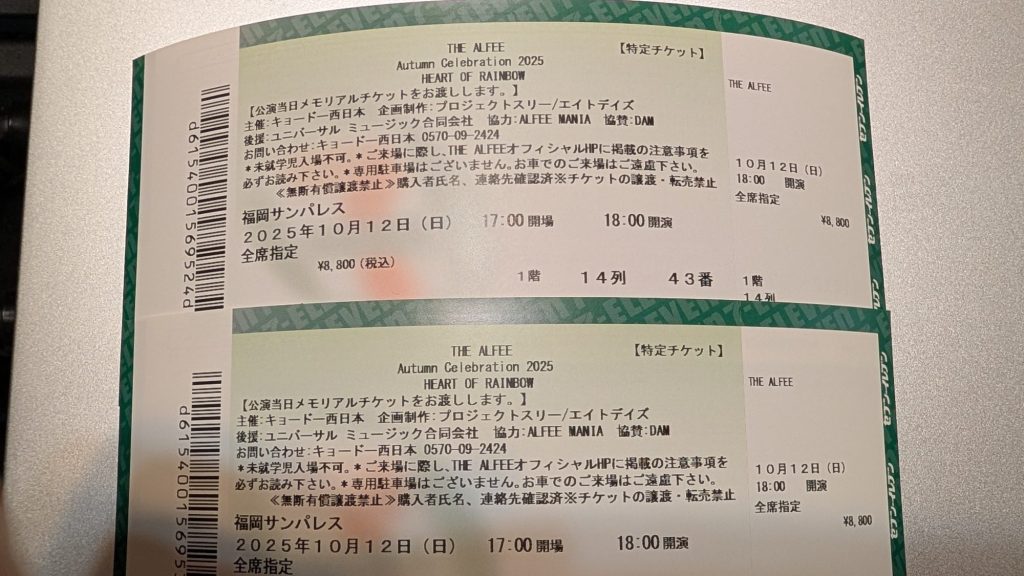 7-ELEVEN
d615400156952 4d
THE ALFEE 【特定チケット】
Autumn Celebration 2025
HEART OF RAINBOW
【公演当日メモリアルチケットをお渡しします。】
主催:キョードー西日本 企画制作:プロジェクトスリー/エイトデイズ
後援:ユニバーサル ミュージック合同会社 協力:ALFEE MANIA 協賛:DAM
お問い合わせ:キョードー西日本 0570-09-2424
*未就学児入場不可。*ご来場に際し、THE ALFEEオフィシャルHPに掲載の注意事項を
必ずお読み下さい。*専用駐車場はございません。お車でのご来場はご遠慮下さい。
≪無断有償譲渡禁止≫購入者氏名、連絡先確認済※チケットの譲渡・転売禁止
福岡サンパレス
2025年10月12日(日) 17:00開場 18:00開演
全席指定
¥8,800(税込)
1階 14列 43番
THE ALFEE
10月12日(日)
18:00 開演
全席指定
¥8,800
1階
14列
7-ELEVEN
d61540015695
THE ALFEE 【特定チケット】
Autumn Celebration 2025
HEART OF RAINBOW
【公演当日メモリアルチケットをお渡しします。】
主催:キョードー西日本 企画制作:プロジェクトスリー/エイトデイズ
後援:ユニバーサル ミュージック合同会社 協力:ALFEE MANIA 協賛:DAM
お問い合わせ:キョードー西日本 0570-09-2424
*未就学児入場不可。*ご来場に際し、THE ALFEEオフィシャルHPに掲載の注意事項を
必ずお読み下さい。*専用駐車場はございません。お車でのご来場はご遠慮下さい。
≪無断有償譲渡禁止≫購入者氏名、連絡先確認済※チケットの譲渡・転売禁止
福岡サンパレス
2025年10月12日(日) 17:00開場 18:00開演
全席指定
THE ALFEE
10月12日(日)
18:00 開演
全席指定
¥8,800